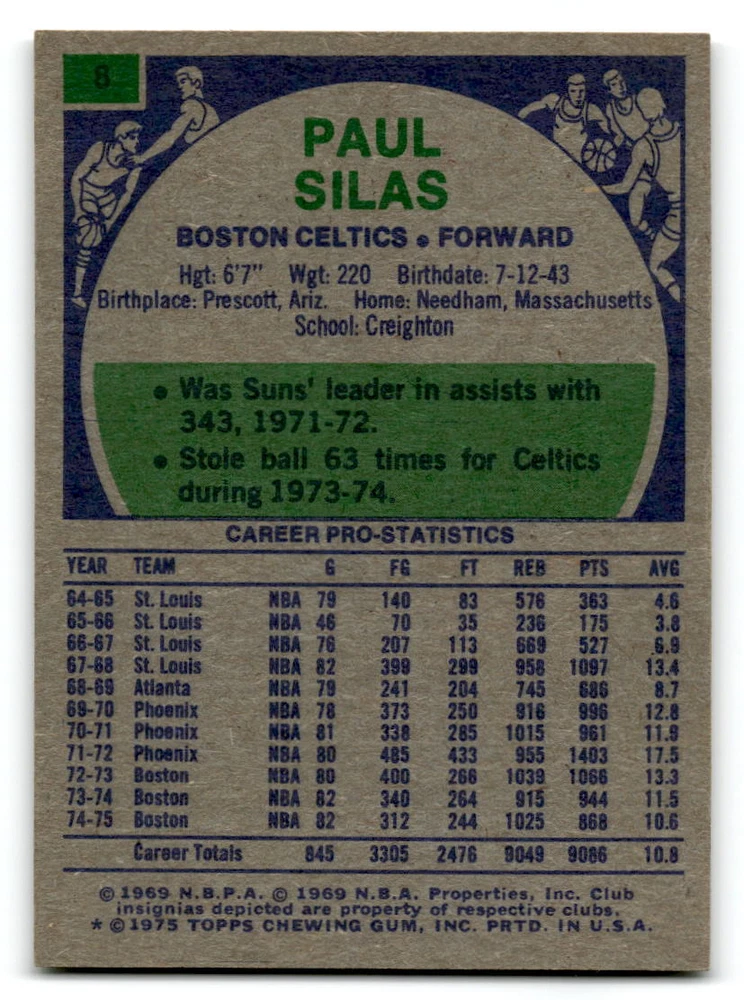 8
PAUL
SILAS
BOSTON CELTICS • FORWARD
Hgt: 6'7" Wgt: 220 Birthdate: 7-12-43
Birthplace: Prescott, Ariz. Home: Needham, Massachusetts
School: Creighton
• Was Suns' leader in assists with
343, 1971-72.
• Stole ball 63 times for Celtics
during 1973-74.
CAREER PRO-STATISTICS
YEAR TEAM G FG FT REB PTS AVG
64-65 St. Louis NBA 79 140 83 576 363 4.6
65-66 St. Louis NBA 46 70 35 236 175 3.8
66-67 St. Louis NBA 76 207 113 669 527 6.9
67-68 St. Louis NBA 82 399 299 958 1097 13.4
68-69 Atlanta NBA 79 241 204 745 686 8.7
69-70 Phoenix NBA 78 373 250 916 996 12.8
70-71 Phoenix NBA 81 338 285 1015 961 11.9
71-72 Phoenix NBA 80 485 433 955 1403 17.5
72-73 Boston NBA 80 400 266 1039 1066 13.3
73-74 Boston NBA 82 340 264 915 944 11.5
74-75 Boston NBA 82 312 244 1025 868 10.6
Career Totals 845 3305 2476 9049 9086 10.8
© 1969 N.B.P.A. © 1969 N.B.A. Properties, Inc. Club
insignias depicted are property of respective clubs.
* © 1975 TOPPS CHEWING GUM, INC. PRTD. IN U.S.A.